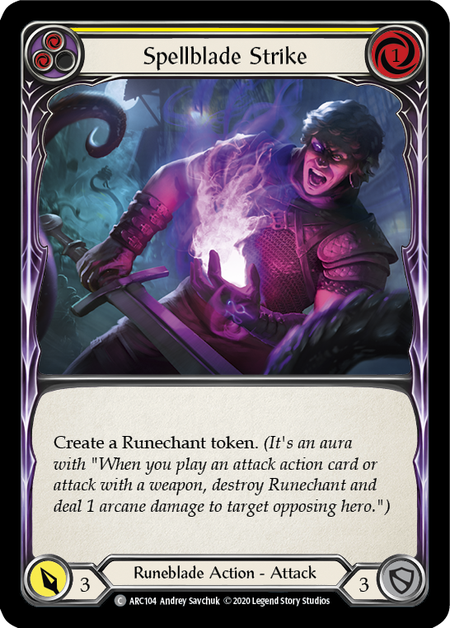 Spellblade Strike
1
Create a Runechant token. (It's an aura
with "When you play an attack action card or
attack with a weapon, destroy Runechant and
deal 1 arcane damage to target opposing hero.")
3
Runeblade Action - Attack
3
C ARC104 Andrey Savchuk © 2020 Legend Story Studios